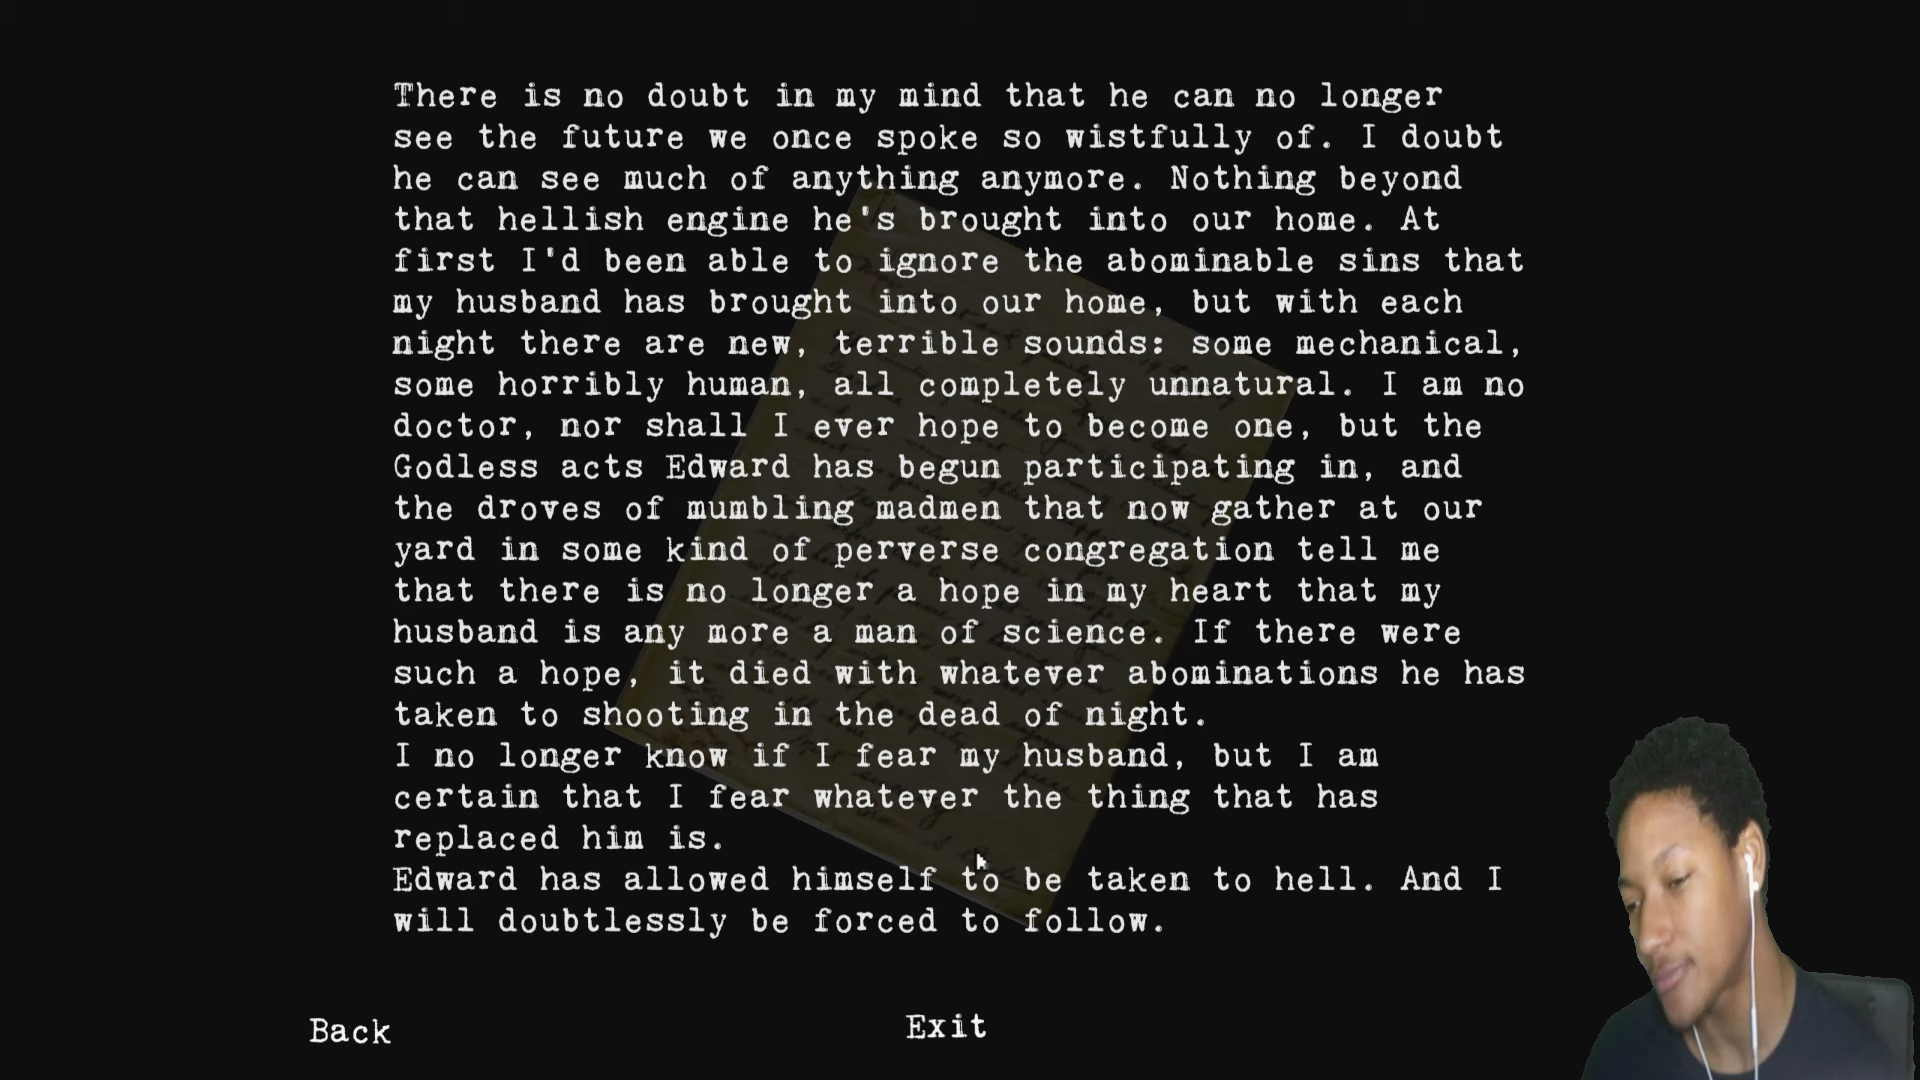 There is no doubt in my mind that he can no longer
see the future we once spoke so wistfully of. I doubt
he can see much of anything anymore. Nothing beyond
that hellish engine he's brought into our home. At
first I'd been able to ignore the abominable sins that
my husband has brought into our home, but with each
night there are new, terrible sounds: some mechanical,
some horribly human, all completely unnatural. I am no
doctor, nor shall I ever hope to become one, but the
Godless acts Edward has begun participating in, and
the droves of mumbling madmen that now gather at our
yard in some kind of perverse congregation tell me
that there is no longer a hope in my heart that my
husband is any more a man of science. If there were
such a hope, it died with whatever abominations he has
taken to shooting in the dead of night.
I no longer know if I fear my husband, but I am
certain that I fear whatever the thing that has
replaced him is.
Edward has allowed himself to be taken to hell. And I
will doubtlessly be forced to follow.
Back
Exit